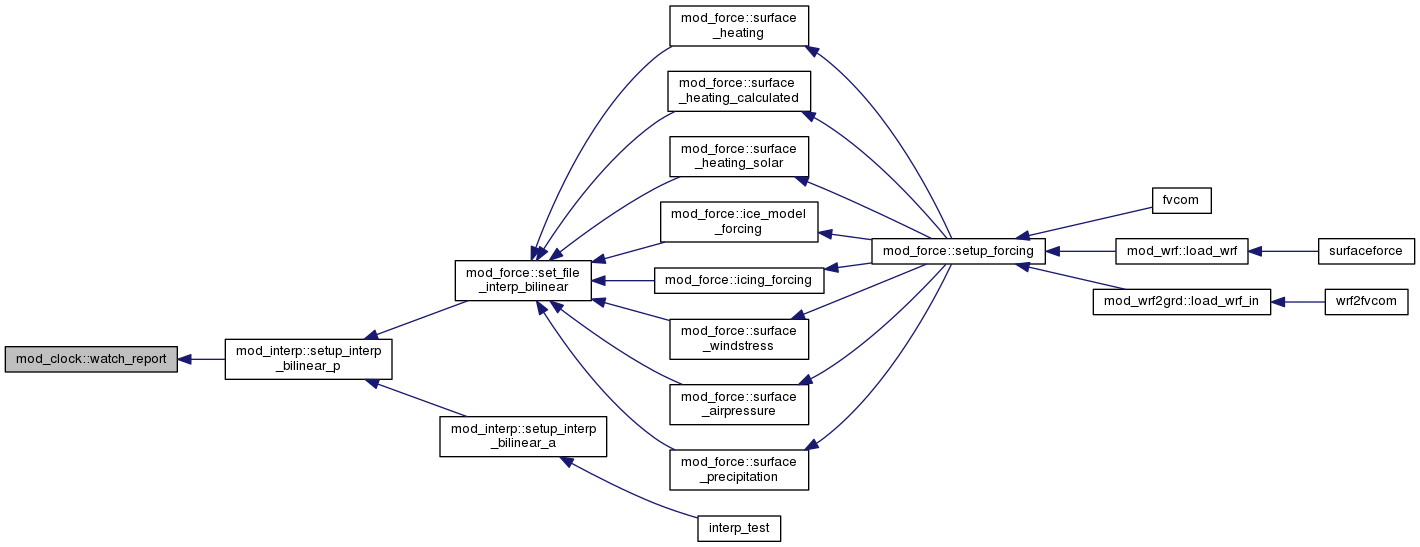 mod_clock::watch_report
mod_interp::setup_interp
_bilinear_p
mod_force::set_file
_interp_bilinear
mod_interp::setup_interp
_bilinear_a
mod_force::surface
_heating
mod_force::surface
_heating_calculated
mod_force::surface
_heating_solar
mod_force::ice_model
_forcing
mod_force::icing_forcing
mod_force::surface
_windstress
mod_force::surface
_airpressure
mod_force::surface
_precipitation
interp_test
mod_force::setup_forcing
fvcom
mod_wrf::load_wrf
mod_wrf2grd::load_wrf_in
surfaceforce
wrf2fvcom